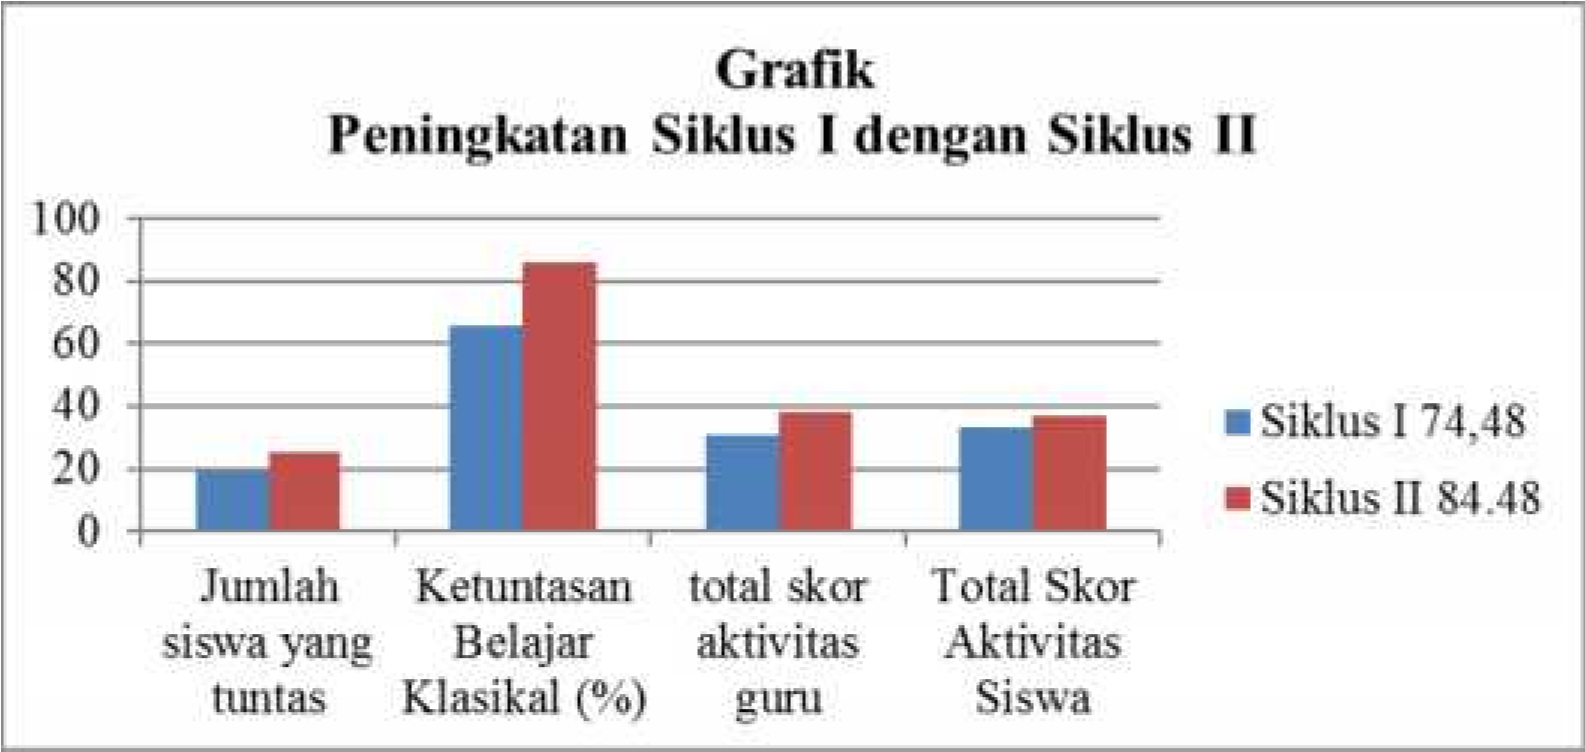 Grafik
Peningkatan Siklus I dengan Siklus II
100
80
60
40
20
0
Jumlah
siswa yang
tuntas
Ketuntasan
Belajar
Klasikal (%)
total skor
aktivitas
guru
Total Skor
Aktivitas
Siswa
Siklus I 74,48
Siklus II 84.48